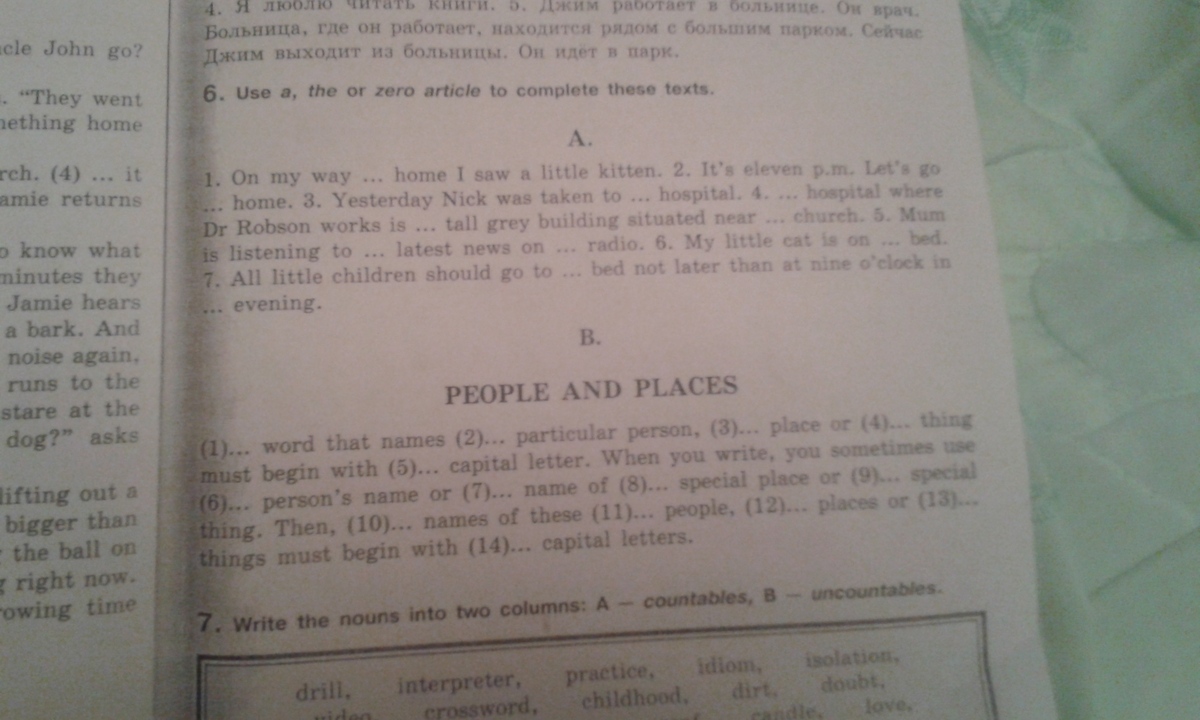 cle John go?
"They went
nething home
rch. (4) ... it
amie returns
o know what
minutes they
Jamie hears
a bark. And
noise again,
runs to the
stare at the
dog?" asks
lifting out a
bigger than
the ball on
g right now.
rowing time
4. Я люблю читать книги. 5. Джим работает в больнице. Он врач.
Больница, где он работает, находится рядом с большим парком. Сейчас
Джим выходит из больницы. Он идёт в парк.
6. Use a, the or zero article to complete these texts.
A.
1. On my way ... home I saw a little kitten. 2. It's eleven p.m. Let's go
... home. 3. Yesterday Nick was taken to ... hospital. 4. ... hospital where
Dr Robson works is ... tall grey building situated near ... church. 5. Mum
is listening to ... latest news on ... radio. 6. My little cat is on ... bed.
7. All little children should go to ... bed not later than at nine o'clock in
... evening.
B.
PEOPLE AND PLACES
(1)... word that names (2)... particular person, (3)... place or (4)... thing
must begin with (5)... capital letter. When you write, you sometimes use
(6)... person's name or (7)... name of (8)... special place or (9)... special
thing. Then, (10)... names of these (11)... people, (12)... places or (13)...
things must begin with (14)... capital letters.
7. Write the nouns into two columns: A – countables, B – uncountables.
drill, interpreter, practice, idiom, isolation,
video, crossword, childhood, dirt, doubt,
candle, love,